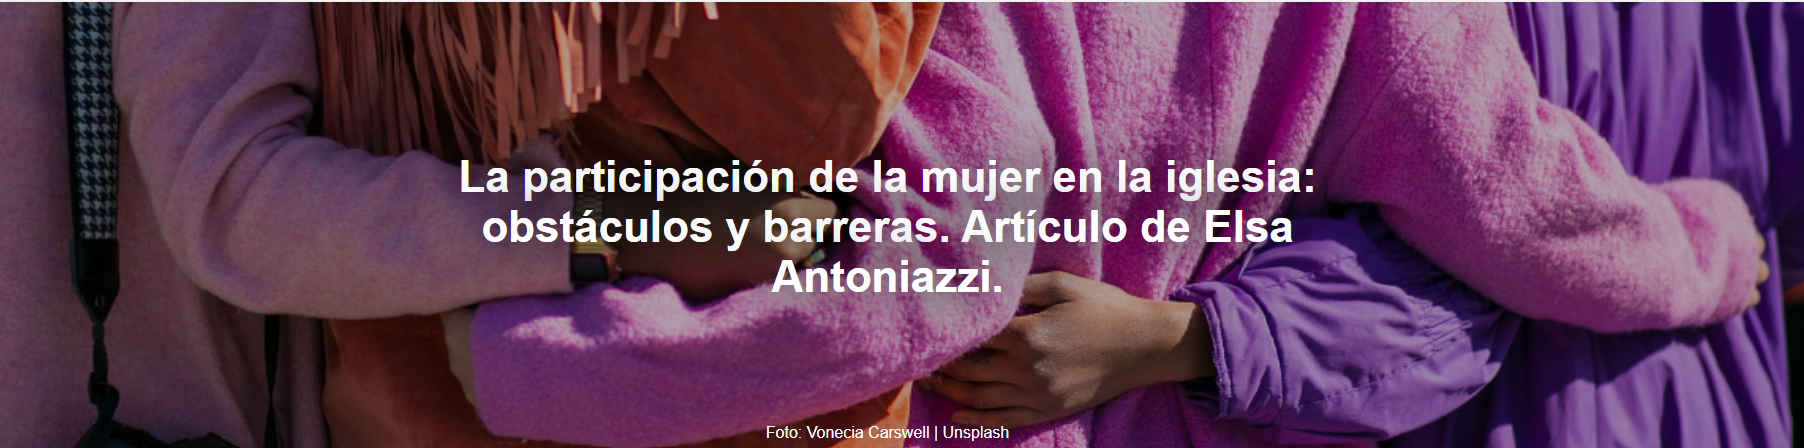 La participación de la mujer en la iglesia:
obstáculos y barreras. Artículo de Elsa
Antoniazzi.
Foto: Vonecia Carswell | Unsplash